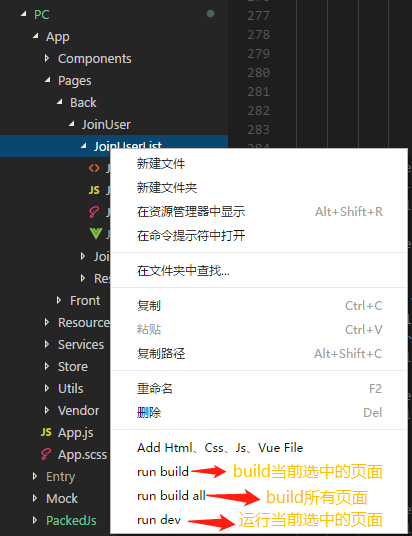 PC
277
App
278
Components
279
Pages
280
Back
281
JoinUser
282
283
JoinUserList
284
新建文件
新建文件夹
JS
在资源管理器中显示 Alt+Shift+R
在命令提示符中打开
Joi
在文件夹中查找...
Res
Front
复制 Ctrl+C
Resource
粘贴 Ctrl+V
Services
复制路径 Alt+Shift+C
Store
重命名 F2
Utils
删除 Del
Vendor
JS App.js
Add Html、Css、Js、Vue File
App.scss
run build build当前选中的页面
Entry
run build all build所有页面
Mock
run dev 运行当前选中的页面
PackedJs